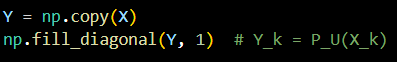 Y = np.copy(X)
np.fill_diagonal(Y, 1)  # Y_k = P_U(X_k)